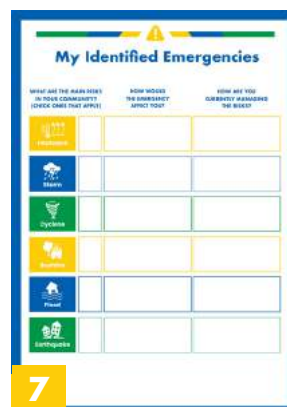 My Identified Emergencies
WHAT ARE THE MAIN RISKS
IN YOUR COMMUNITY?
(CHECK ONES THAT APPLY)
HOW WOULD
THE EMERGENCY
AFFECT YOU?
HOW ARE YOU
CURRENTLY MANAGING
THE RISKS?
Storm
Cyclone
Flood
Earthquake
7